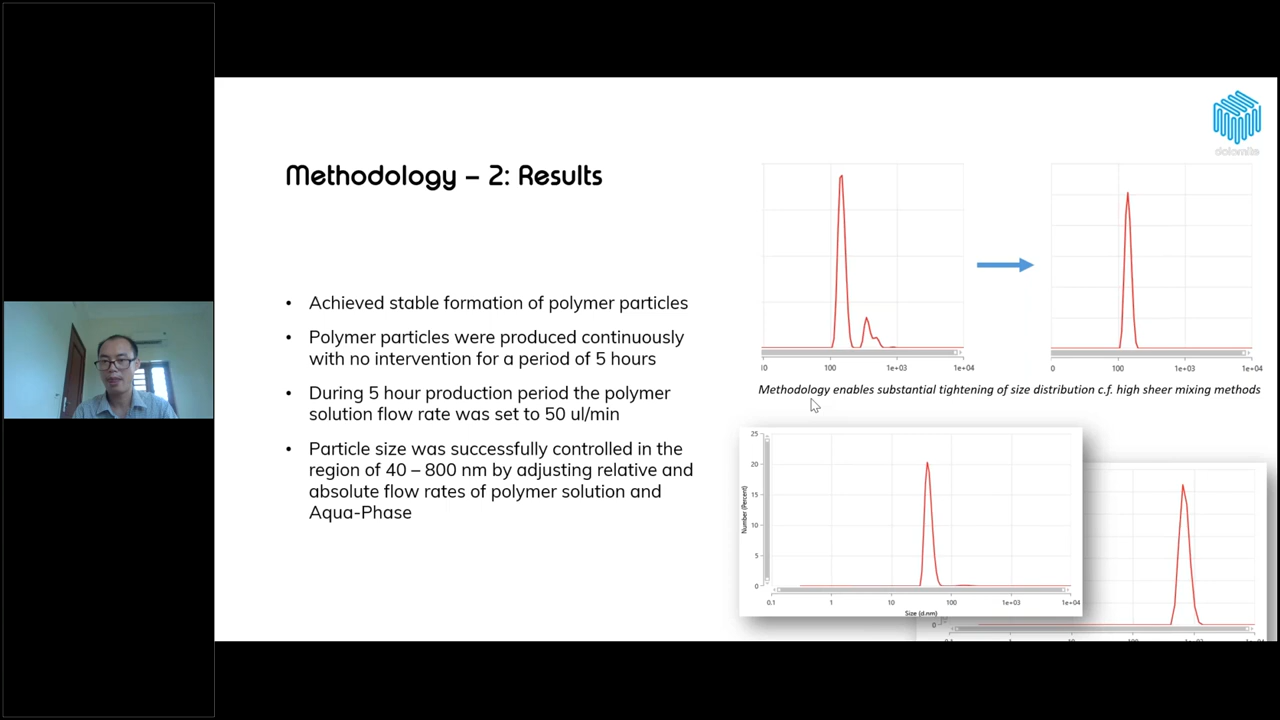 dolomite
Methodology – 2: Results
• Achieved stable formation of polymer particles
• Polymer particles were produced continuously
with no intervention for a period of 5 hours
• During 5 hour production period the polymer
solution flow rate was set to 50 ul/min
• Particle size was successfully controlled in the
region of 40 – 800 nm by adjusting relative and
absolute flow rates of polymer solution and
Aqua-Phase
10 100 1e+03 1e+04
0 100 1e+03 1e+04
Methodology enables substantial tightening of size distribution c.f. high sheer mixing methods
25
20
15
10
5
0
Number (Percent)
0.1 1 10 100 1e+03 1e+04
Size (d.nm)
0